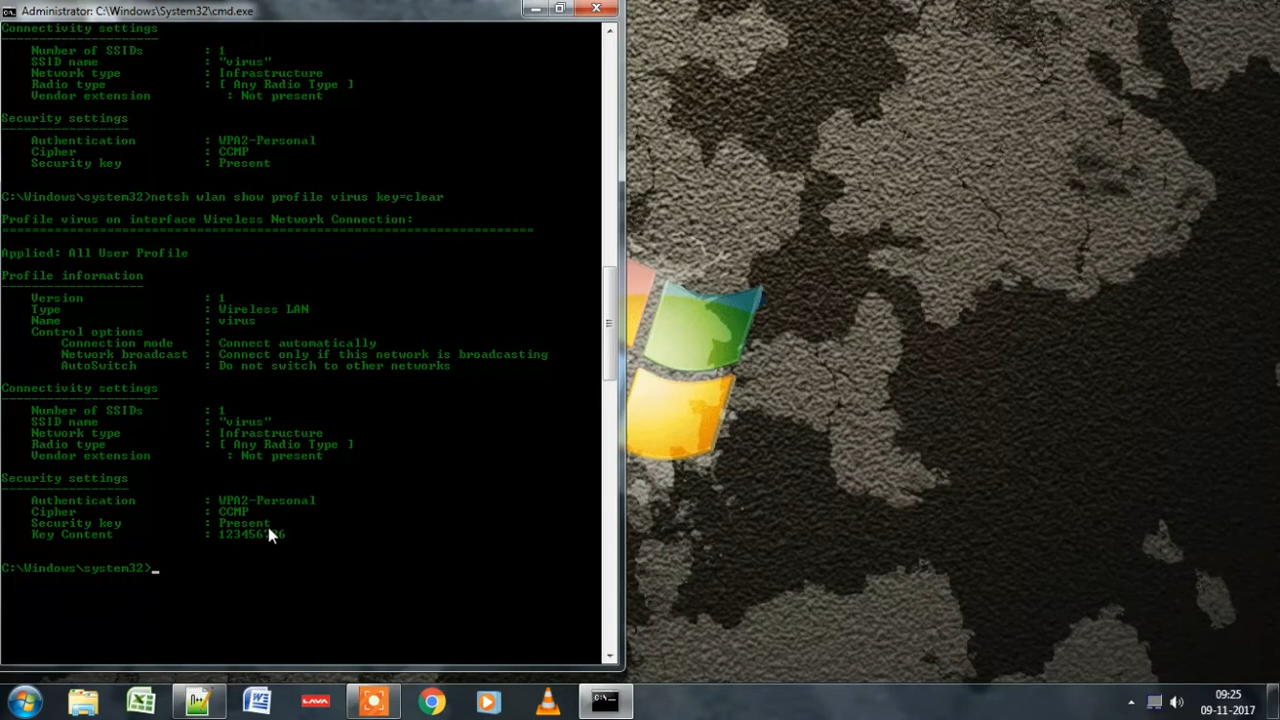 Administrator: C:\Windows\System32\cmd.exe
Connectivity settings
---------------------
Number of SSIDs : 1
SSID name : "virus"
Network type : Infrastructure
Radio type : [ Any Radio Type ]
Vendor extension : Not present
Security settings
-----------------
Authentication : WPA2-Personal
Cipher : CCMP
Security key : Present
C:\Windows\system32>netsh wlan show profile virus key=clear
Profile virus on interface Wireless Network Connection:
=======================================================================
Applied: All User Profile
Profile information
-------------------
Version : 1
Type : Wireless LAN
Name : virus
Control options :
Connection mode : Connect automatically
Network broadcast : Connect only if this network is broadcasting
AutoSwitch : Do not switch to other networks
Connectivity settings
---------------------
Number of SSIDs : 1
SSID name : "virus"
Network type : Infrastructure
Radio type : [ Any Radio Type ]
Vendor extension : Not present
Security settings
-----------------
Authentication : WPA2-Personal
Cipher : CCMP
Security key : Present
Key Content :
C:\Windows\system32>_
LAVA
09:25
09-11-2017